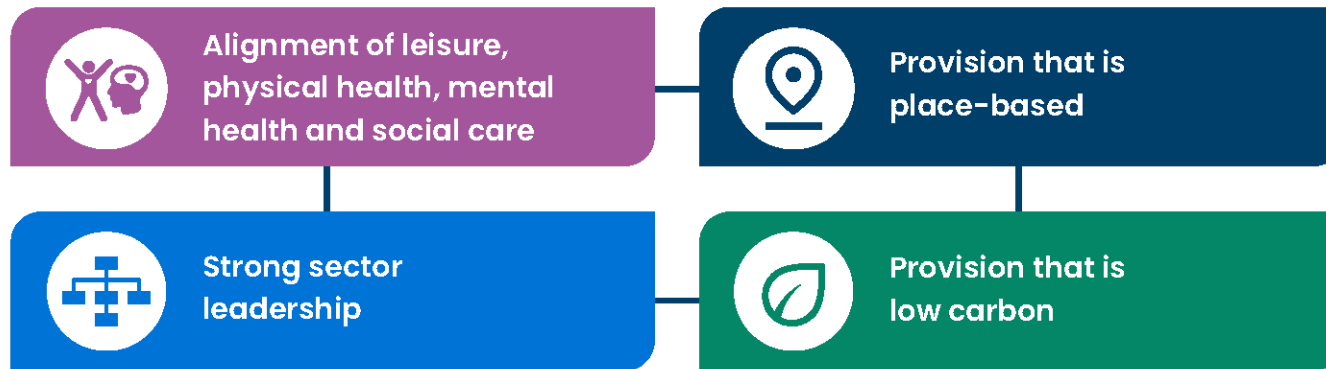 Alignment of leisure,
physical health, mental
health and social care
Provision that is
place-based
Strong sector
leadership
Provision that is
low carbon